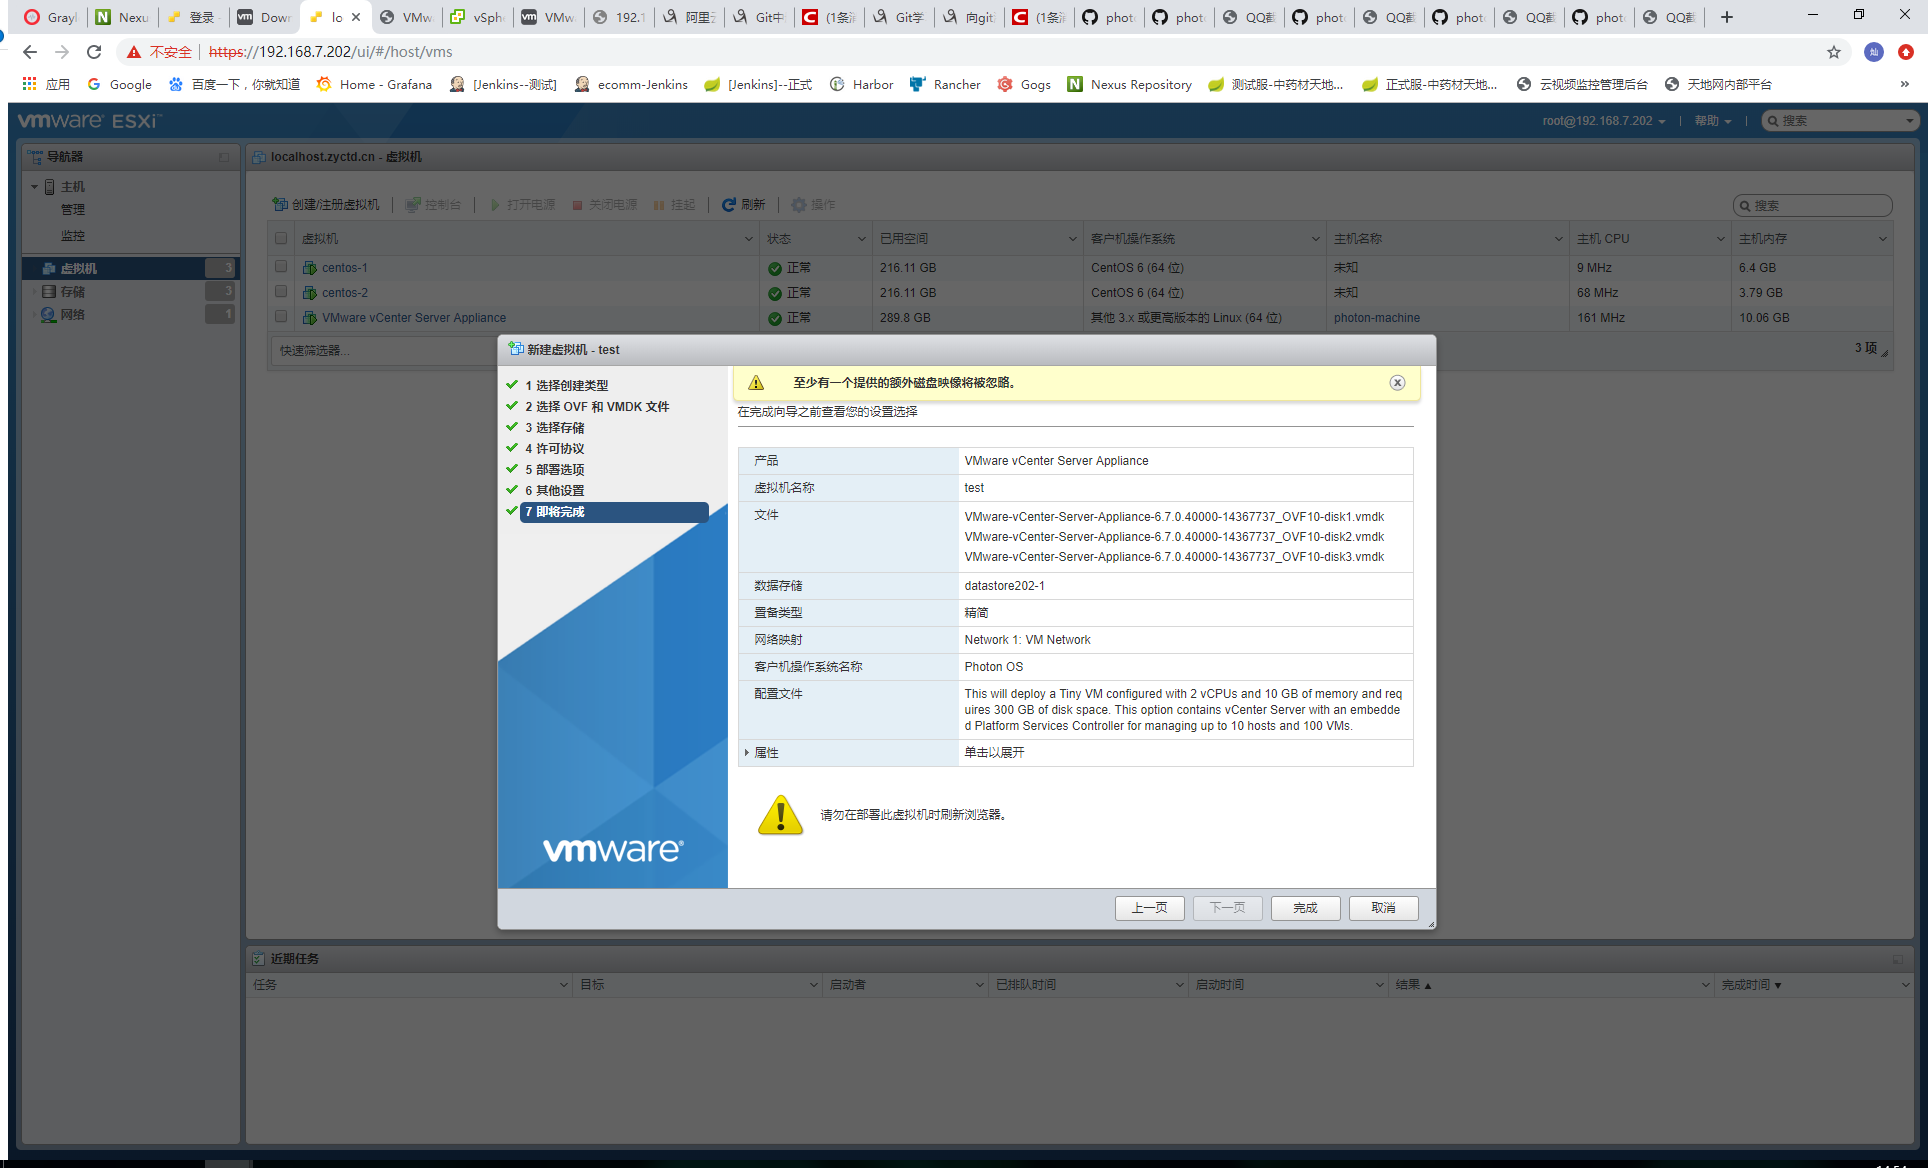 Grayl
Nexu
登录
Down
lo
VMwa
vSph
VMw
192.1
阿里云
Git中
(1条消
Git学
向git
(1条消
phot
phot
QQ截
phot
QQ截
phot
QQ截
phot
QQ截
不安全 https://192.168.7.202/ui/#/host/vms
应用
Google
百度一下，你就知道
Home - Grafana
[Jenkins--测试]
ecomm-Jenkins
[Jenkins]--正式
Harbor
Rancher
Gogs
Nexus Repository
测试服-中药材天地...
正式服-中药材天地...
云视频监控管理后台
天地网内部平台
»
vmware ESXi
root@192.168.7.202
帮助
搜索
导航器
主机
管理
监控
虚拟机 3
存储 3
网络 1
localhost.zyctd.cn - 虚拟机
创建/注册虚拟机
控制台
打开电源
关闭电源
挂起
刷新
操作
搜索
虚拟机 状态 已用空间 客户机操作系统 主机名称 主机 CPU 主机内存
centos-1 正常 216.11 GB CentOS 6 (64 位) 未知 9 MHz 6.4 GB
centos-2 正常 216.11 GB CentOS 6 (64 位) 未知 68 MHz 3.79 GB
VMware vCenter Server Appliance 正常 289.8 GB 其他 3.x 或更高版本的 Linux (64 位) photon-machine 161 MHz 10.06 GB
快速筛选器...
3 项
新建虚拟机 - test
1 选择创建类型
2 选择 OVF 和 VMDK 文件
3 选择存储
4 许可协议
5 部署选项
6 其他设置
7 即将完成
vmware
至少有一个提供的额外磁盘映像将被忽略。
在完成向导之前查看您的设置选择
产品 VMware vCenter Server Appliance
虚拟机名称 test
文件 VMware-vCenter-Server-Appliance-6.7.0.40000-14367737_OVF10-disk1.vmdk
VMware-vCenter-Server-Appliance-6.7.0.40000-14367737_OVF10-disk2.vmdk
VMware-vCenter-Server-Appliance-6.7.0.40000-14367737_OVF10-disk3.vmdk
数据存储 datastore202-1
置备类型 精简
网络映射 Network 1: VM Network
客户机操作系统名称 Photon OS
配置文件 This will deploy a Tiny VM configured with 2 vCPUs and 10 GB of memory and req
uires 300 GB of disk space. This option contains vCenter Server with an embedde
d Platform Services Controller for managing up to 10 hosts and 100 VMs.
属性 单击以展开
请勿在部署此虚拟机时刷新浏览器。
上一页
下一页
完成
取消
近期任务
任务 目标 启动者 已排队时间 启动时间 结果▲ 完成时间▼